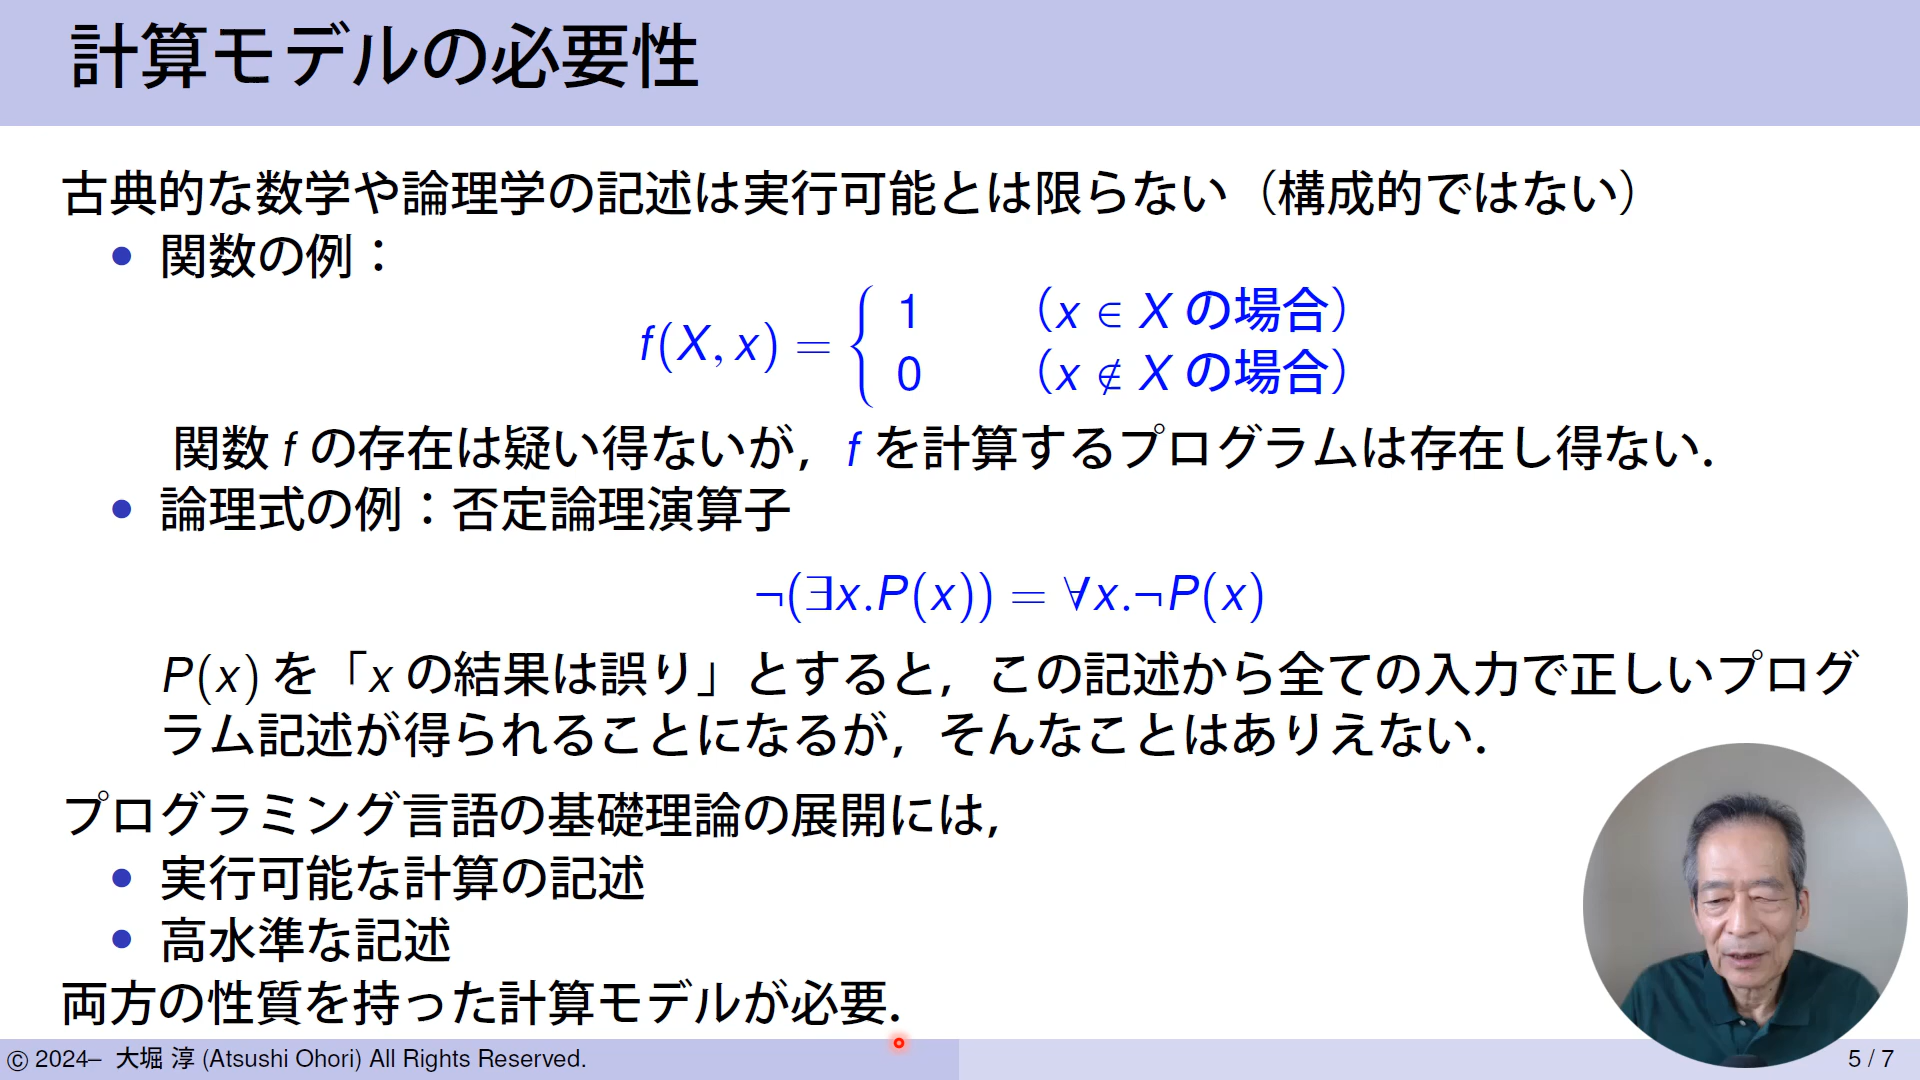 計算モデルの必要性
古典的な数学や論理学の記述は実行可能とは限らない（構成的ではない）
• 関数の例：
f(X, x) = { 1 （x ∈ X の場合）
0 （x ∉ X の場合）
関数 f の存在は疑い得ないが，f を計算するプログラムは存在し得ない．
• 論理式の例：否定論理演算子
¬(∃x.P(x)) = ∀x.¬P(x)
P(x) を「x の結果は誤り」とすると，この記述から全ての入力で正しいプログ
ラム記述が得られることになるが，そんなことはありえない．
プログラミング言語の基礎理論の展開には，
• 実行可能な計算の記述
• 高水準な記述
両方の性質を持った計算モデルが必要．
© 2024– 大堀 淳 (Atsushi Ohori) All Rights Reserved.
5 / 7